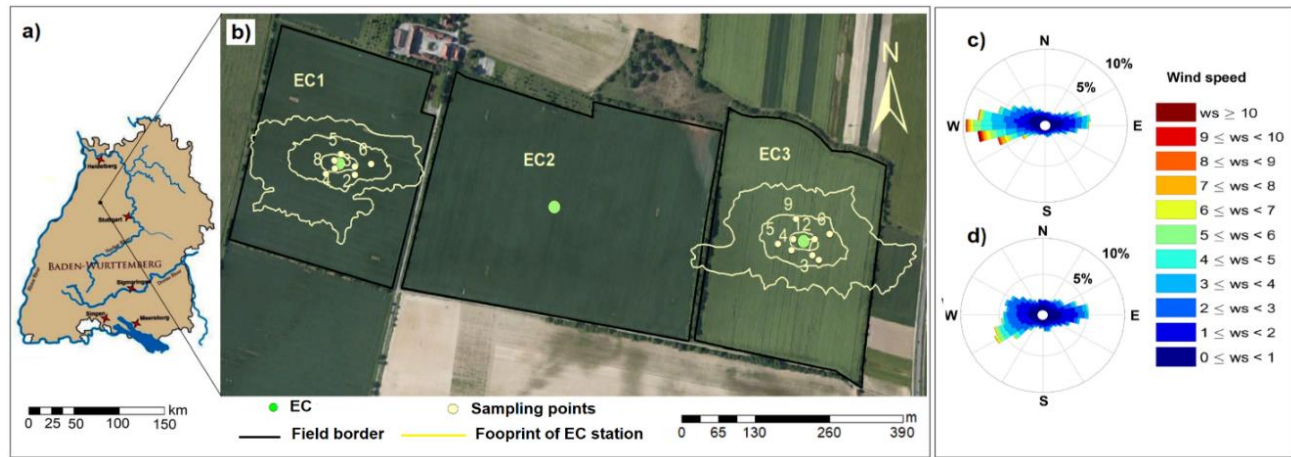 a)
Heidelberg
Stuttgart
BADEN-WURTTEMBERG
Sigmaringen
Singen
Meersburg
km
0 25 50 100 150
b)
N
EC1
5
6
8
2
EC2
EC3
9
8
5
4
12
3
EC
Sampling points
Field border
Fooprint of EC station
m
0 65 130 260 390
c)
N
10%
5%
W
E
S
d)
N
10%
5%
W
E
S
Wind speed
ws ≥ 10
9 ≤ ws < 10
8 ≤ ws < 9
7 ≤ ws < 8
6 ≤ ws < 7
5 ≤ ws < 6
4 ≤ ws < 5
3 ≤ ws < 4
2 ≤ ws < 3
1 ≤ ws < 2
0 ≤ ws < 1